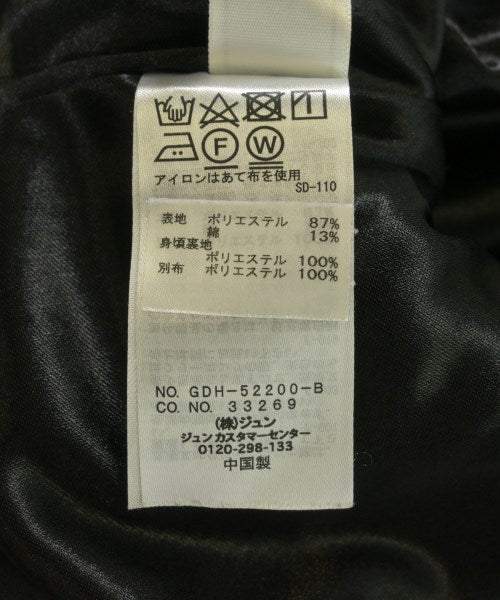 F W
アイロンはあて布を使用
SD-110
表地 ポリエステル 87%
綿 13%
身頃裏地
ポリエステル 100%
別布 ポリエステル 100%
NO. GDH-52200-B
CO. NO. 33269
(株)ジュン
ジュン カスタマーセンター
0120-298-133
中国製